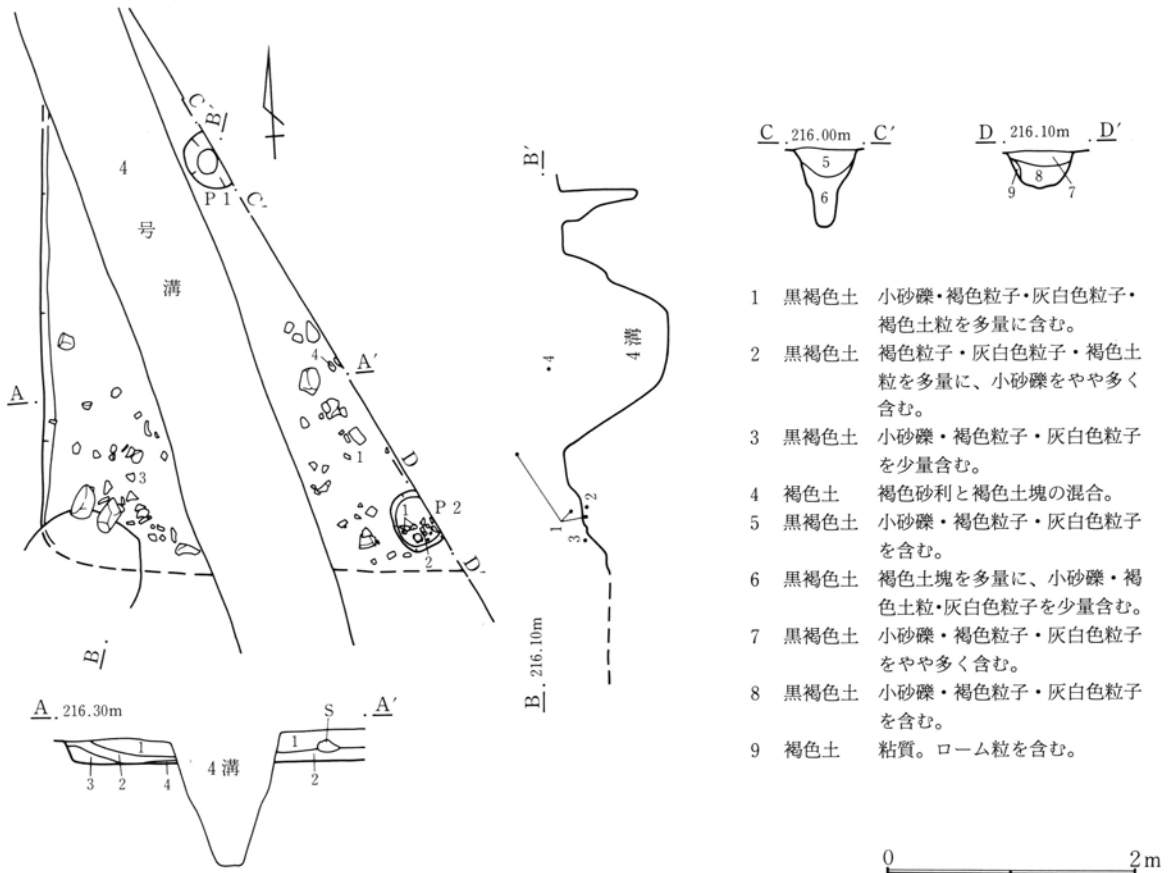 C′
B′
4
号
溝
P 1
C
4
A′
A
3
1
D
1
P 2
2
D′
B
A 216.30m A′
S
1
4溝
1
3 2 4
2
B′
4
4溝
2
1
3
B 216.10m
C 216.00m C′
5
6
D 216.10m D′
8
9 7
1 黒褐色土 小砂礫・褐色粒子・灰白色粒子・
褐色土粒を多量に含む。
2 黒褐色土 褐色粒子・灰白色粒子・褐色土
粒を多量に、小砂礫をやや多く
含む。
3 黒褐色土 小砂礫・褐色粒子・灰白色粒子
を少量含む。
4 褐色土 褐色砂利と褐色土塊の混合。
5 黒褐色土 小砂礫・褐色粒子・灰白色粒子
を含む。
6 黒褐色土 褐色土塊を多量に、小砂礫・褐
色土粒・灰白色粒子を少量含む。
7 黒褐色土 小砂礫・褐色粒子・灰白色粒子
をやや多く含む。
8 黒褐色土 小砂礫・褐色粒子・灰白色粒子
を含む。
9 褐色土 粘質。ローム粒を含む。
0 2m